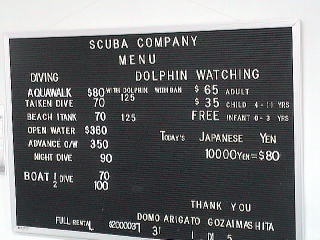 SCUBA COMPANY
MENU
DIVING
DOLPHIN WATCHING
AQUAWALK $80 WITH DOLPHIN WITH BAN
TAIKEN DIVE 70 125
BEACH 1TANK 70 125
OPEN WATER $360
ADVANCE O/W 350
NIGHT DIVE 90
BOAT 1 DIVE 70
2 100
$ 65 ADULT
$ 35 CHILD 4-11 YRS
FREE INFANT 0-3 YRS
TODAY'S JAPANESE YEN
10000YEN=$80
THANK YOU
DOMO ARIGATO GOZAIMASHITA
FULL RENTAL